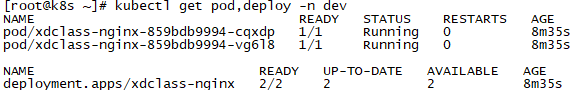 [root@k8s ~]# kubectl get pod,deploy -n dev
NAME READY STATUS RESTARTS AGE
pod/xdclass-nginx-859bdb9994-cqxdp 1/1 Running 0 8m35s
pod/xdclass-nginx-859bdb9994-vg6l8 1/1 Running 0 8m35s
NAME READY UP-TO-DATE AVAILABLE AGE
deployment.apps/xdclass-nginx 2/2 2 2 8m35s